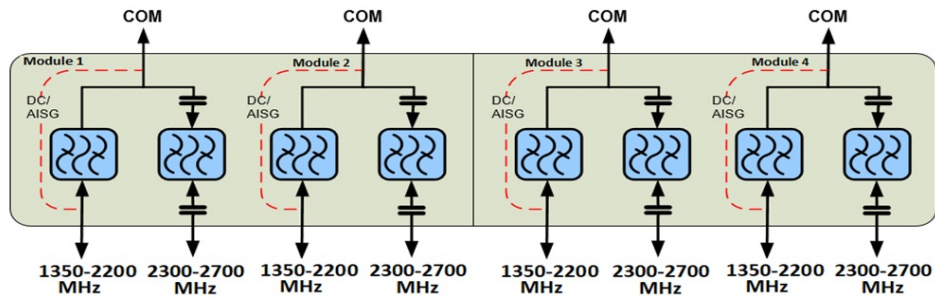 COM
COM
COM
COM
Module 1
Module 2
Module 3
Module 4
DC/
AISG
DC/
AISG
DC/
AISG
DC/
AISG
1350-2200
MHz
2300-2700
MHz
1350-2200
MHz
2300-2700
MHz
1350-2200
MHz
2300-2700
MHz
1350-2200
MHz
2300-2700
MHz